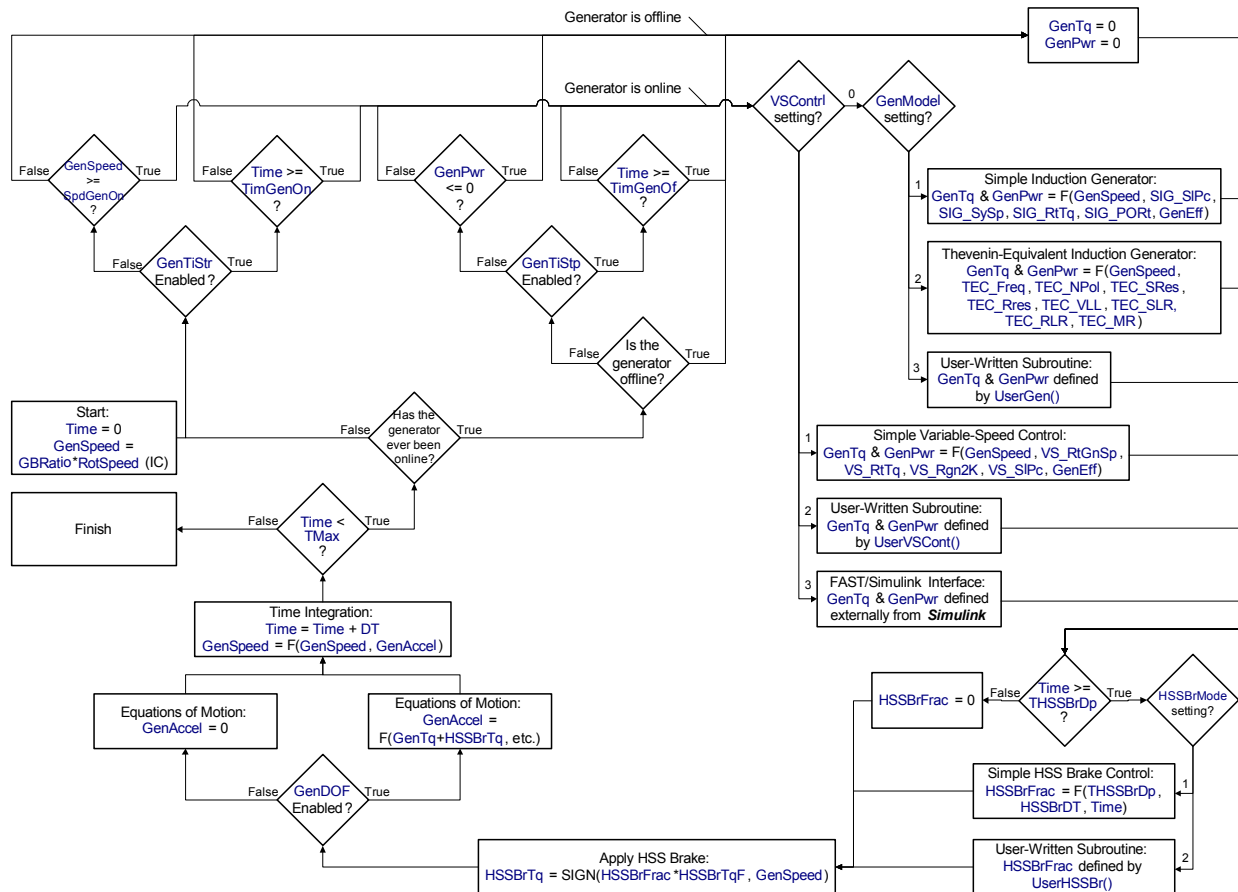 Generator is offline
GenTq = 0
GenPwr = 0
Generator is online
VSContrl
setting?
0
GenModel
setting?
False
GenSpeed
>=
SpdGenOn
?
True
False
Time >=
TimGenOn
?
True
False
GenPwr
<= 0
?
True
False
Time >=
TimGenOf
?
True
1
Simple Induction Generator:
GenTq & GenPwr = F(GenSpeed, SIG_SlPc,
SIG_SySp, SIG_RtTq, SIG_PORt, GenEff)
False
GenTiStr
Enabled?
True
False
GenTiStp
Enabled?
True
2
Thevenin-Equivalent Induction Generator:
GenTq & GenPwr = F(GenSpeed,
TEC_Freq, TEC_NPol, TEC_SRes,
TEC_Rres, TEC_VLL, TEC_SLR,
TEC_RLR, TEC_MR)
False
Is the
generator
offline?
True
3
User-Written Subroutine:
GenTq & GenPwr defined
by UserGen()
Start:
Time = 0
GenSpeed =
GBRatio*RotSpeed (IC)
False
Has the
generator
ever been
online?
True
1
Simple Variable-Speed Control:
GenTq & GenPwr = F(GenSpeed, VS_RtGnSp,
VS_RtTq, VS_Rgn2K, VS_SlPc, GenEff)
Finish
False
Time <
TMax
?
True
2
User-Written Subroutine:
GenTq & GenPwr defined
by UserVSCont()
3
FAST/Simulink Interface:
GenTq & GenPwr defined
externally from Simulink
Time Integration:
Time = Time + DT
GenSpeed = F(GenSpeed, GenAccel)
Equations of Motion:
GenAccel = 0
Equations of Motion:
GenAccel =
F(GenTq+HSSBrTq, etc.)
HSSBrFrac = 0
False
Time >=
THSSBrDp
?
True
HSSBrMode
setting?
False
GenDOF
Enabled?
True
Simple HSS Brake Control:
HSSBrFrac = F(THSSBrDp,
HSSBrDT, Time)
1
Apply HSS Brake:
HSSBrTq = SIGN(HSSBrFrac*HSSBrTqF, GenSpeed)
User-Written Subroutine:
HSSBrFrac defined by
UserHSSBr()
2